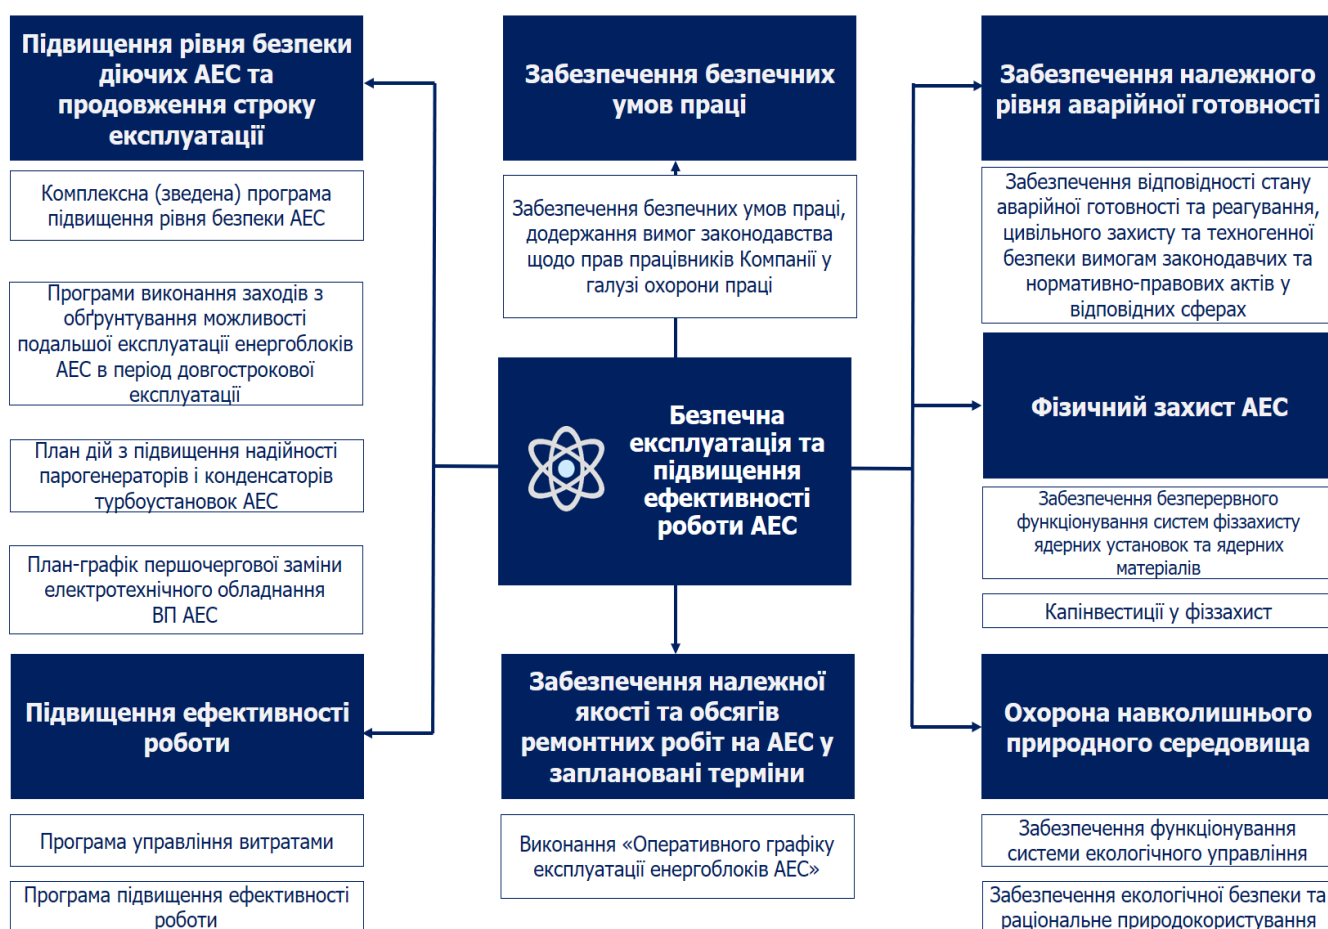 Підвищення рівня безпеки
діючих АЕС та
продовження строку
експлуатації
Комплексна (зведена) програма
підвищення рівня безпеки АЕС
Програми виконання заходів з
обґрунтування можливості
подальшої експлуатації енергоблоків
АЕС в період довгострокової
експлуатації
План дій з підвищення надійності
парогенераторів і конденсаторів
турбоустановок АЕС
План-графік першочергової заміни
електротехнічного обладнання
ВП АЕС
Підвищення ефективності
роботи
Програма управління витратами
Програма підвищення ефективності
роботи
Забезпечення безпечних
умов праці
Забезпечення безпечних умов праці,
додержання вимог законодавства
щодо прав працівників Компанії у
галузі охорони праці
Безпечна
експлуатація та
підвищення
ефективності
роботи АЕС
Забезпечення належної
якості та обсягів
ремонтних робіт на АЕС у
заплановані терміни
Виконання «Оперативного графіку
експлуатації енергоблоків АЕС»
Забезпечення належного
рівня аварійної готовності
Забезпечення відповідності стану
аварійної готовності та реагування,
цивільного захисту та техногенної
безпеки вимогам законодавчих та
нормативно-правових актів у
відповідних сферах
Фізичний захист АЕС
Забезпечення безперервного
функціонування систем фіззахисту
ядерних установок та ядерних
матеріалів
Капінвестиції у фіззахист
Охорона навколишнього
природного середовища
Забезпечення функціонування
системи екологічного управління
Забезпечення екологічної безпеки та
раціональне природокористування